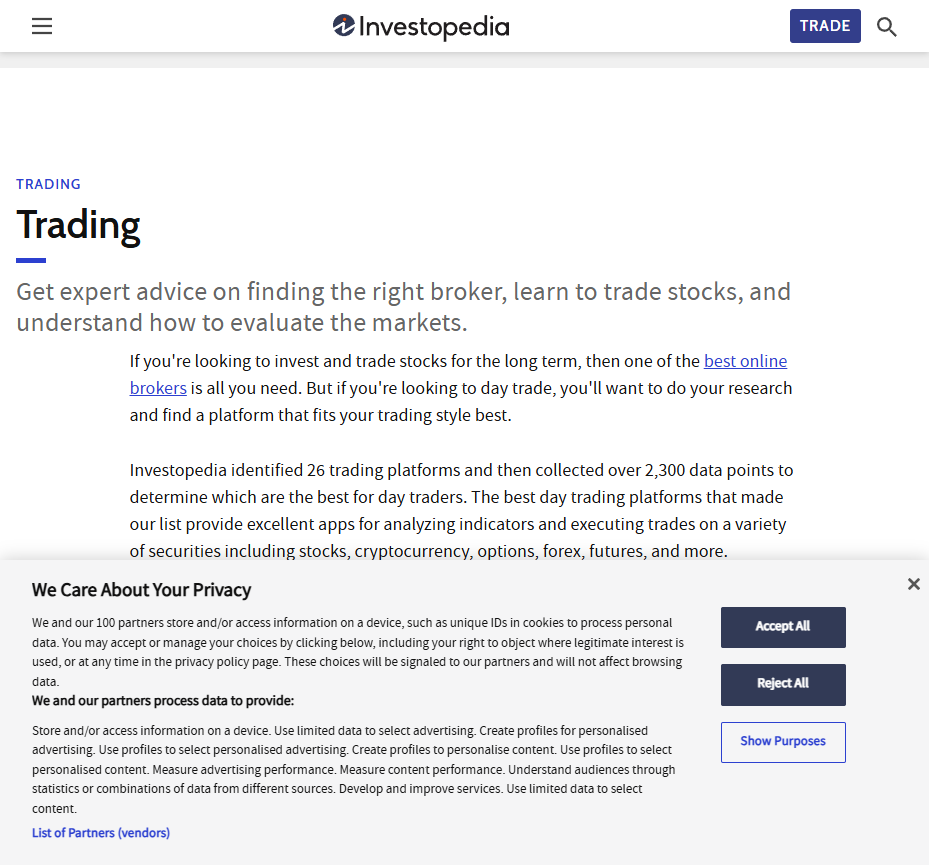 Investopedia
TRADE
TRADING
Trading
Get expert advice on finding the right broker, learn to trade stocks, and
understand how to evaluate the markets.
If you're looking to invest and trade stocks for the long term, then one of the best online
brokers is all you need. But if you're looking to day trade, you'll want to do your research
and find a platform that fits your trading style best.
Investopedia identified 26 trading platforms and then collected over 2,300 data points to
determine which are the best for day traders. The best day trading platforms that made
our list provide excellent apps for analyzing indicators and executing trades on a variety
of securities including stocks, cryptocurrency, options, forex, futures, and more.
We Care About Your Privacy
We and our 100 partners store and/or access information on a device, such as unique IDs in cookies to process personal
data. You may accept or manage your choices by clicking below, including your right to object where legitimate interest is
used, or at any time in the privacy policy page. These choices will be signaled to our partners and will not affect browsing
data.
We and our partners process data to provide:
Store and/or access information on a device. Use limited data to select advertising. Create profiles for personalised
advertising. Use profiles to select personalised advertising. Create profiles to personalise content. Use profiles to select
personalised content. Measure advertising performance. Measure content performance. Understand audiences through
statistics or combinations of data from different sources. Develop and improve services. Use limited data to select
content.
List of Partners (vendors)
Accept All
Reject All
Show Purposes